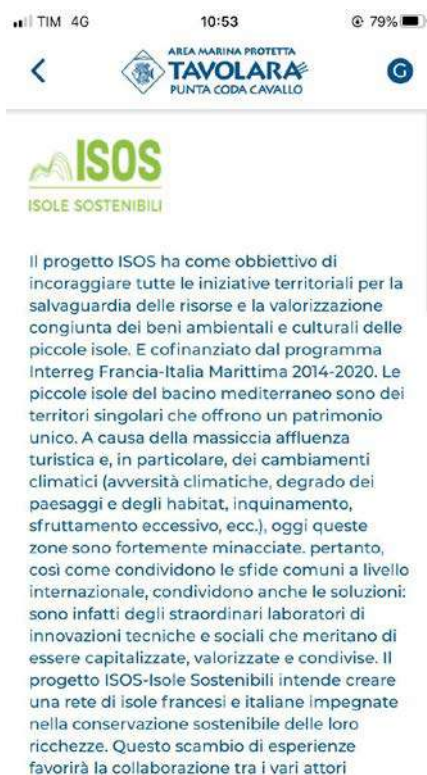 TIM 4G
10:53
79%
AREA MARINA PROTETTA
TAVOLARA
PUNTA CODA CAVALLO
G
ISOS
ISOLE SOSTENIBILI
Il progetto ISOS ha come obbiettivo di
incoraggiare tutte le iniziative territoriali per la
salvaguardia delle risorse e la valorizzazione
congiunta dei beni ambientali e culturali delle
piccole isole. E cofinanziato dal programma
Interreg Francia-Italia Marittima 2014-2020. Le
piccole isole del bacino mediterraneo sono dei
territori singolari che offrono un patrimonio
unico. A causa della massiccia affluenza
turistica e, in particolare, dei cambiamenti
climatici (avversità climatiche, degrado dei
paesaggi e degli habitat, inquinamento,
sfruttamento eccessivo, ecc.), oggi queste
zone sono fortemente minacciate. pertanto,
così come condividono le sfide comuni a livello
internazionale, condividono anche le soluzioni:
sono infatti degli straordinari laboratori di
innovazioni tecniche e sociali che meritano di
essere capitalizzate, valorizzate e condivise. Il
progetto ISOS-Isole Sostenibili intende creare
una rete di isole francesi e italiane impegnate
nella conservazione sostenibile delle loro
ricchezze. Questo scambio di esperienze
favorirà la collaborazione tra i vari attori